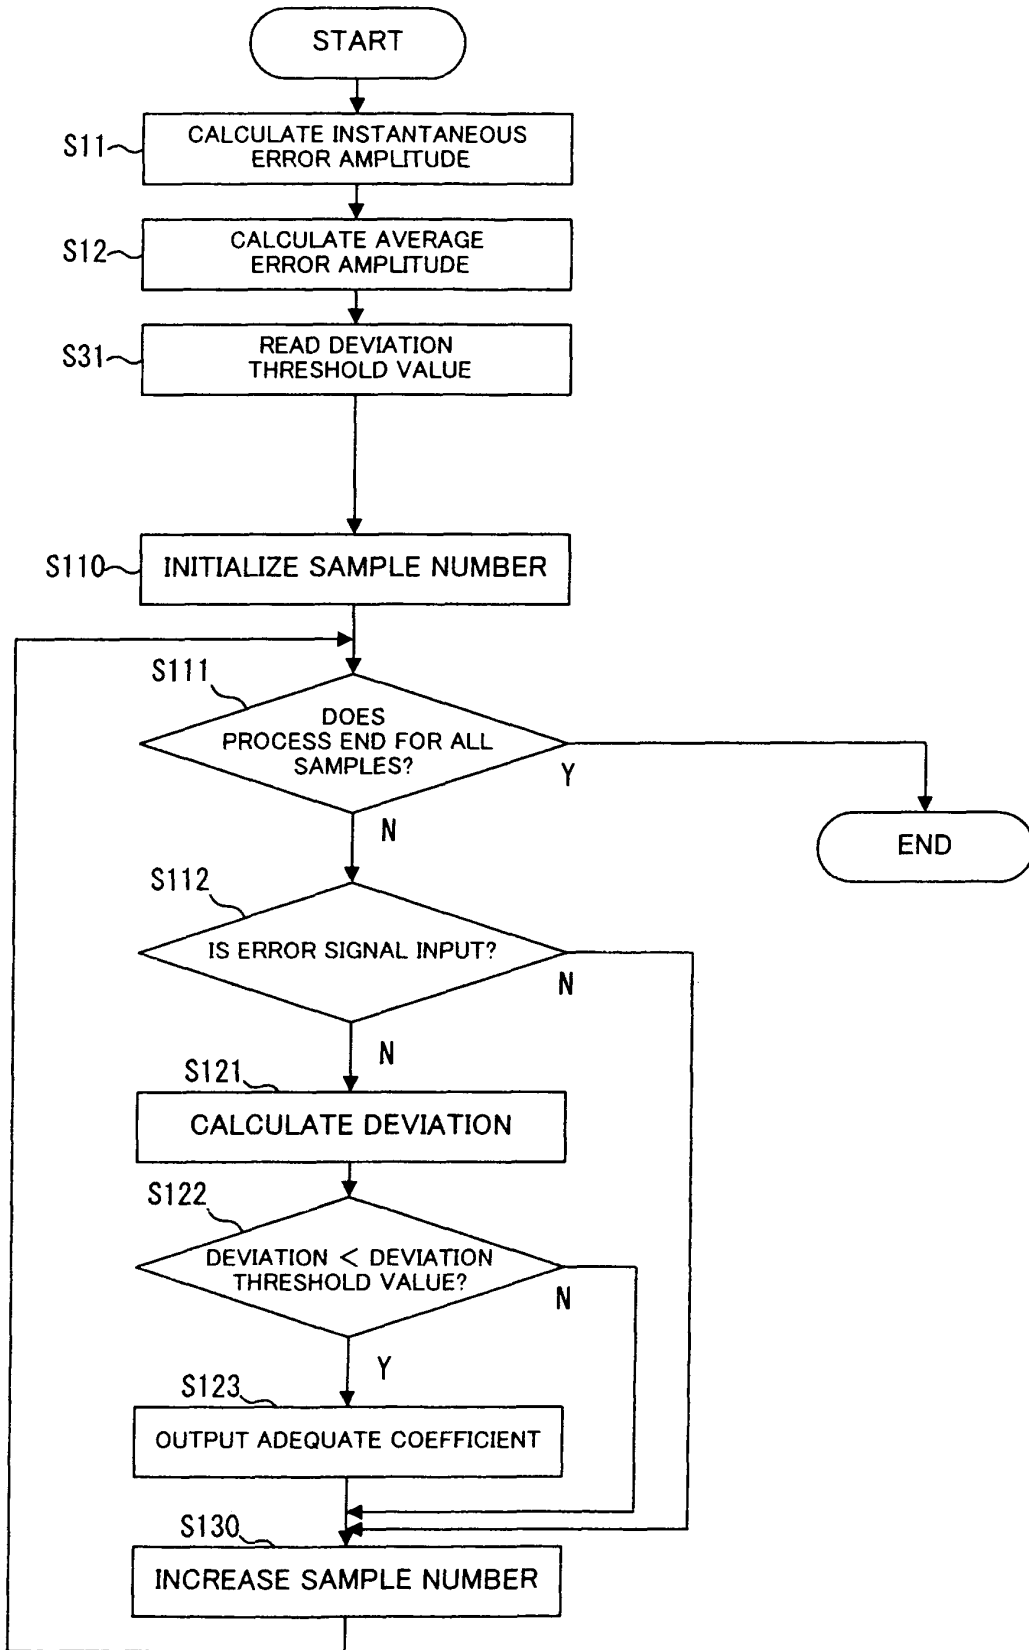 START
S11
CALCULATE INSTANTANEOUS
ERROR AMPLITUDE
S12
CALCULATE AVERAGE
ERROR AMPLITUDE
S31
READ DEVIATION
THRESHOLD VALUE
S110
INITIALIZE SAMPLE NUMBER
S111
DOES
PROCESS END FOR ALL
SAMPLES?
Y
N
END
S112
IS ERROR SIGNAL INPUT?
N
N
S121
CALCULATE DEVIATION
S122
DEVIATION < DEVIATION
THRESHOLD VALUE?
N
Y
S123
OUTPUT ADEQUATE COEFFICIENT
S130
INCREASE SAMPLE NUMBER